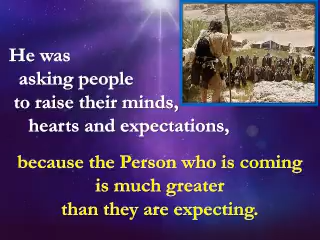 He was
asking people
to raise their minds,
hearts and expectations,
because the Person who is coming
is much greater
than they are expecting.